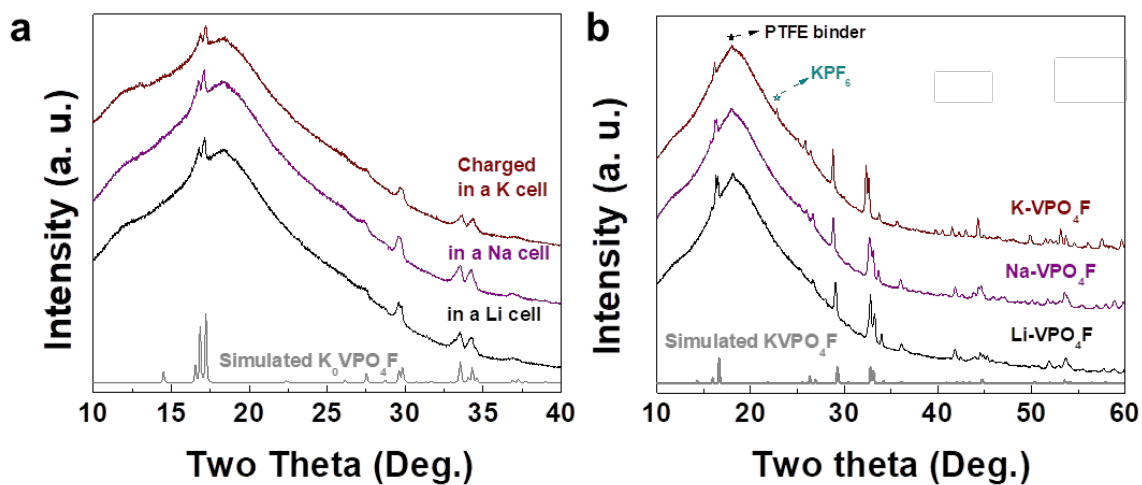 a
Intensity (a. u.)
Charged
in a K cell
in a Na cell
in a Li cell
Simulated K₀VPO₄F
10 15 20 25 30 35 40
Two Theta (Deg.)
b
Intensity (a. u.)
PTFE binder
KPF₆
K-VPO₄F
Na-VPO₄F
Li-VPO₄F
Simulated KVPO₄F
10 20 30 40 50 60
Two theta (Deg.)